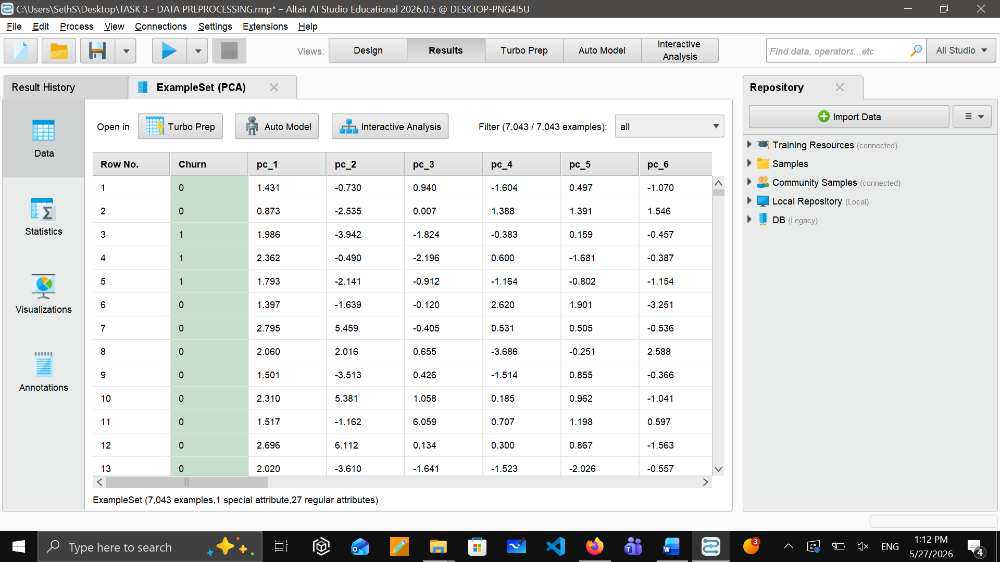 C:\Users\SethS\Desktop\TASK 3 - DATA PREPROCESSING.rmp* – Altair AI Studio Educational 2026.0.5 @ DESKTOP-PNG4I5U
File Edit Process View Connections Settings Extensions Help
Views: Design Results Turbo Prep Auto Model Interactive Analysis
Find data, operators...etc All Studio
Result History ExampleSet (PCA)
Open in Turbo Prep Auto Model Interactive Analysis Filter (7,043 / 7,043 examples): all
Data
Statistics
Visualizations
Annotations
Row No. Churn pc_1 pc_2 pc_3 pc_4 pc_5 pc_6
1 0 1.431 -0.730 0.940 -1.604 0.497 -1.070
2 0 0.873 -2.535 0.007 1.388 1.391 1.546
3 1 1.986 -3.942 -1.824 -0.383 0.159 -0.457
4 1 2.362 -0.490 -2.196 0.600 -1.681 -0.387
5 1 1.793 -2.141 -0.912 -1.164 -0.802 -1.154
6 0 1.397 -1.639 -0.120 2.620 1.901 -3.251
7 0 2.795 5.459 -0.405 0.531 0.505 -0.536
8 0 2.060 2.016 0.655 -3.686 -0.251 2.588
9 0 1.501 -3.513 0.426 -1.514 0.855 -0.366
10 0 2.310 5.381 1.058 0.185 0.962 -1.041
11 0 1.517 -1.162 6.059 0.707 1.198 0.597
12 0 2.696 6.112 0.134 0.300 0.867 -1.563
13 0 2.020 -3.610 -1.641 -1.523 -2.026 -0.557
ExampleSet (7,043 examples,1 special attribute,27 regular attributes)
Repository
Import Data
Training Resources (connected)
Samples
Community Samples (connected)
Local Repository (Local)
DB (Legacy)
Type here to search
3
ENG
1:12 PM
5/27/2026
4